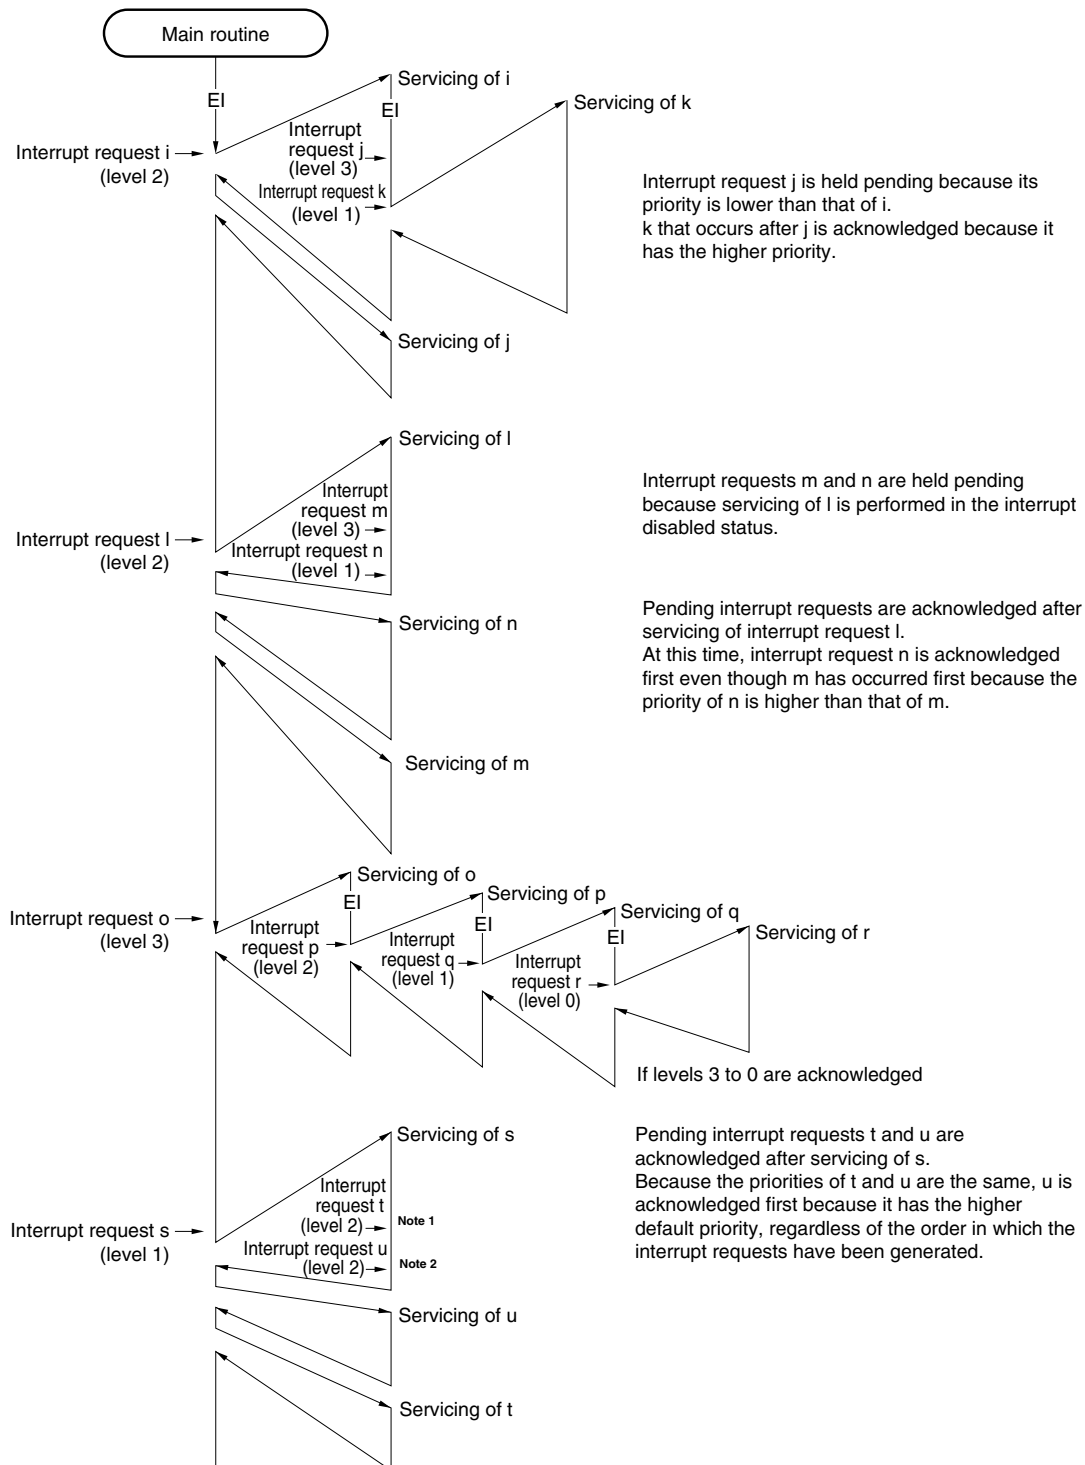 Main routine
EI
Servicing of i
EI
Servicing of k
Interrupt
request j
(level 3)
Interrupt request i
(level 2)
Interrupt request k
(level 1)
Interrupt request j is held pending because its
priority is lower than that of i.
k that occurs after j is acknowledged because it
has the higher priority.
Servicing of j
Servicing of l
Interrupt
request m
(level 3)
Interrupt request l
(level 2)
Interrupt request n
(level 1)
Interrupt requests m and n are held pending
because servicing of l is performed in the interrupt
disabled status.
Servicing of n
Pending interrupt requests are acknowledged after
servicing of interrupt request l.
At this time, interrupt request n is acknowledged
first even though m has occurred first because the
priority of n is higher than that of m.
Servicing of m
Servicing of o
EI
Servicing of p
EI
Servicing of q
EI
Servicing of r
Interrupt request o
(level 3)
Interrupt
request p
(level 2)
Interrupt
request q
(level 1)
Interrupt
request r
(level 0)
If levels 3 to 0 are acknowledged
Servicing of s
Interrupt
request t
(level 2)
Note 1
Interrupt request s
(level 1)
Interrupt request u
(level 2)
Note 2
Pending interrupt requests t and u are
acknowledged after servicing of s.
Because the priorities of t and u are the same, u is
acknowledged first because it has the higher
default priority, regardless of the order in which the
interrupt requests have been generated.
Servicing of u
Servicing of t